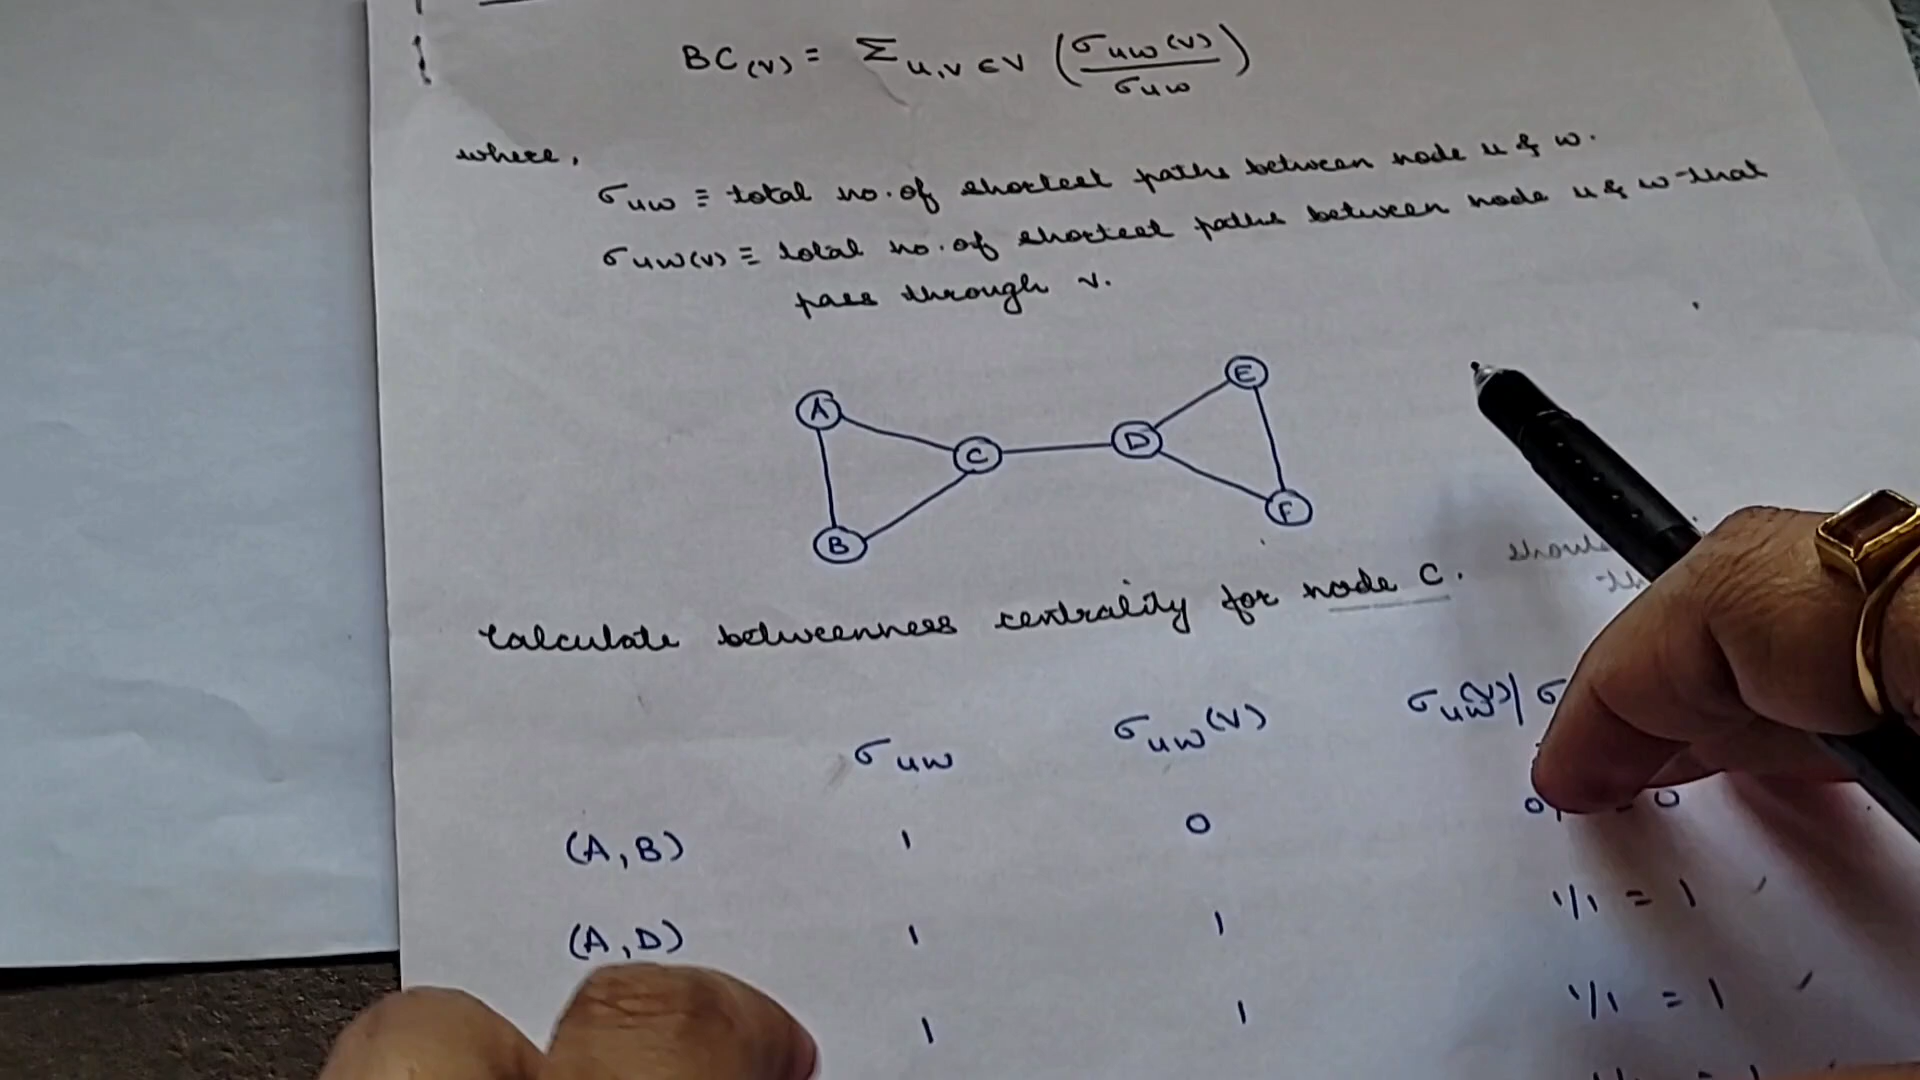 BC(v) = Σu,v ∈ V (σuw(v) / σuw)
where,
σuw ≡ total no. of shortest paths between node u & w.
σuw(v) ≡ total no. of shortest paths between node u & w that
pass through v.
A
B
C
D
E
F
Calculate betweenness centrality for node C.
σuw σuw(v) σuw(v) / σ
(A,B) 1 0 0/ = 0
(A,D) 1 1 1/1 = 1
1 1 1/1 = 1